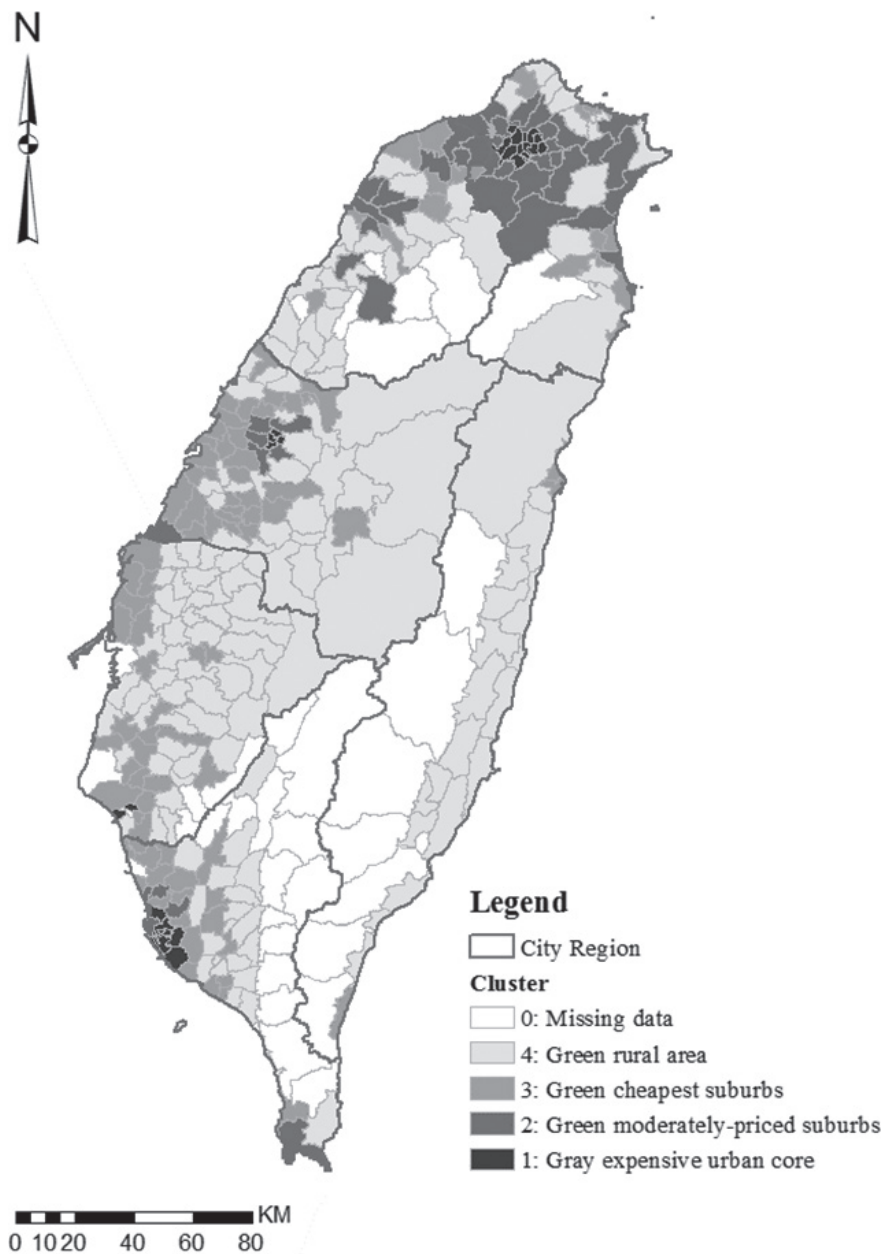 N
Legend
City Region
Cluster
0: Missing data
4: Green rural area
3: Green cheapest suburbs
2: Green moderately-priced suburbs
1: Gray expensive urban core
KM
0 10 20 40 60 80